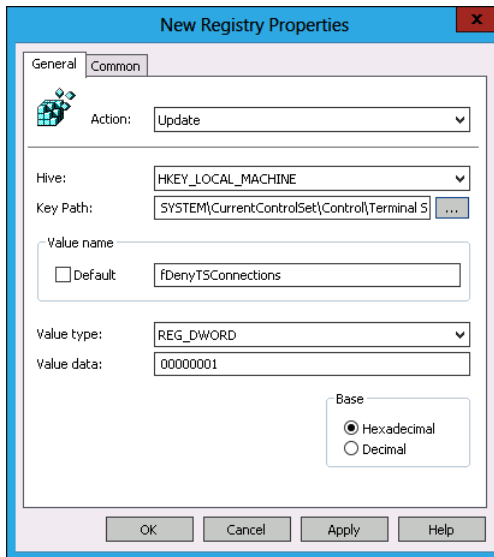 New Registry Properties
x
General Common
Action: Update
Hive: HKEY_LOCAL_MACHINE
Key Path: SYSTEM\CurrentControlSet\Control\Terminal S ...
Value name
Default fDenyTSConnections
Value type: REG_DWORD
Value data: 00000001
Base
Hexadecimal
Decimal
OK Cancel Apply Help